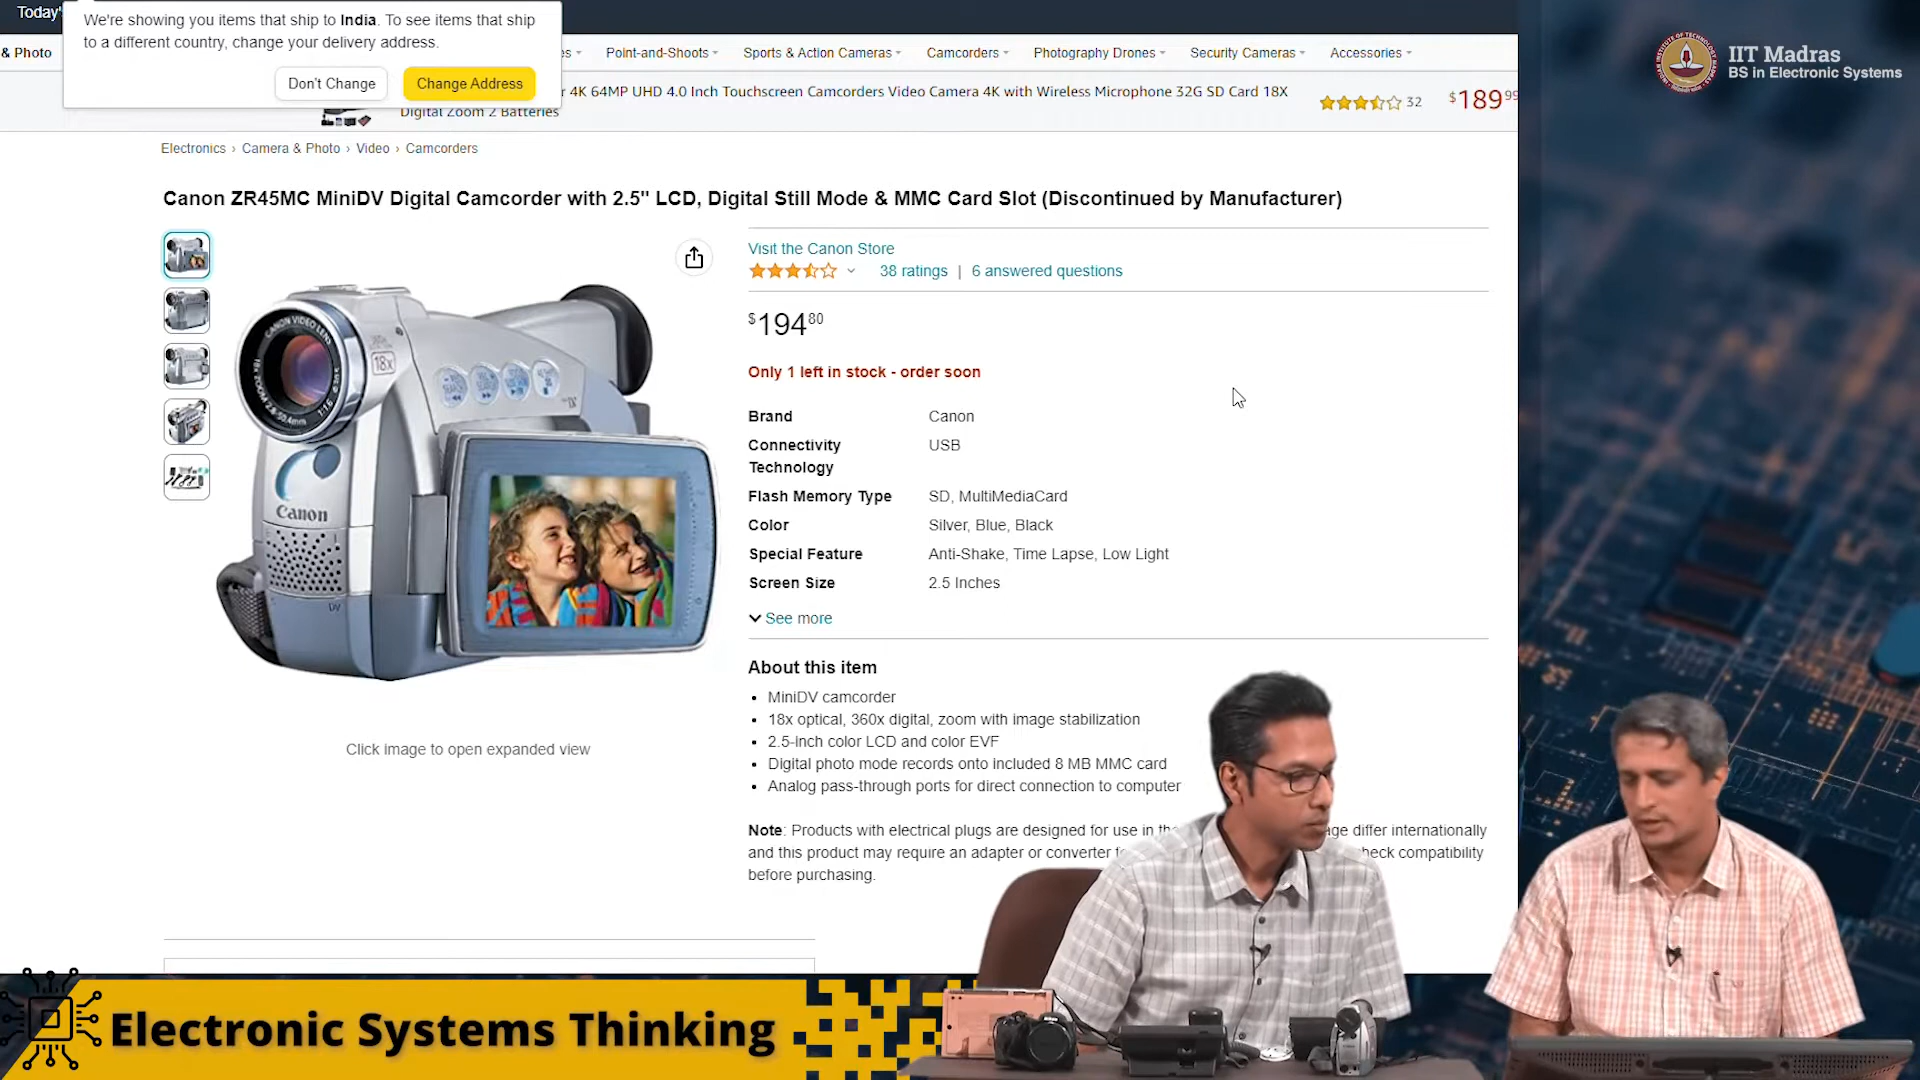 Today'
We're showing you items that ship to India. To see items that ship
to a different country, change your delivery address.
Don't Change
Change Address
& Photo
Point-and-Shoots
Sports & Action Cameras
Camcorders
Photography Drones
Security Cameras
Accessories
4K 64MP UHD 4.0 Inch Touchscreen Camcorders Video Camera 4K with Wireless Microphone 32G SD Card 18X
Digital Zoom 2 Batteries
32
$189.99
IIT Madras
BS in Electronic Systems
Electronics › Camera & Photo › Video › Camcorders
Canon ZR45MC MiniDV Digital Camcorder with 2.5" LCD, Digital Still Mode & MMC Card Slot (Discontinued by Manufacturer)
Visit the Canon Store
38 ratings | 6 answered questions
$194.80
Only 1 left in stock - order soon
Brand Canon
Connectivity Technology USB
Flash Memory Type SD, MultiMediaCard
Color Silver, Blue, Black
Special Feature Anti-Shake, Time Lapse, Low Light
Screen Size 2.5 Inches
See more
CANON VIDEO LENS
18x
Canon
DV
Click image to open expanded view
About this item
• MiniDV camcorder
• 18x optical, 360x digital, zoom with image stabilization
• 2.5-inch color LCD and color EVF
• Digital photo mode records onto included 8 MB MMC card
• Analog pass-through ports for direct connection to computer
Note: Products with electrical plugs are designed for use in the ge differ internationally
and this product may require an adapter or converter heck compatibility
before purchasing.
Electronic Systems Thinking